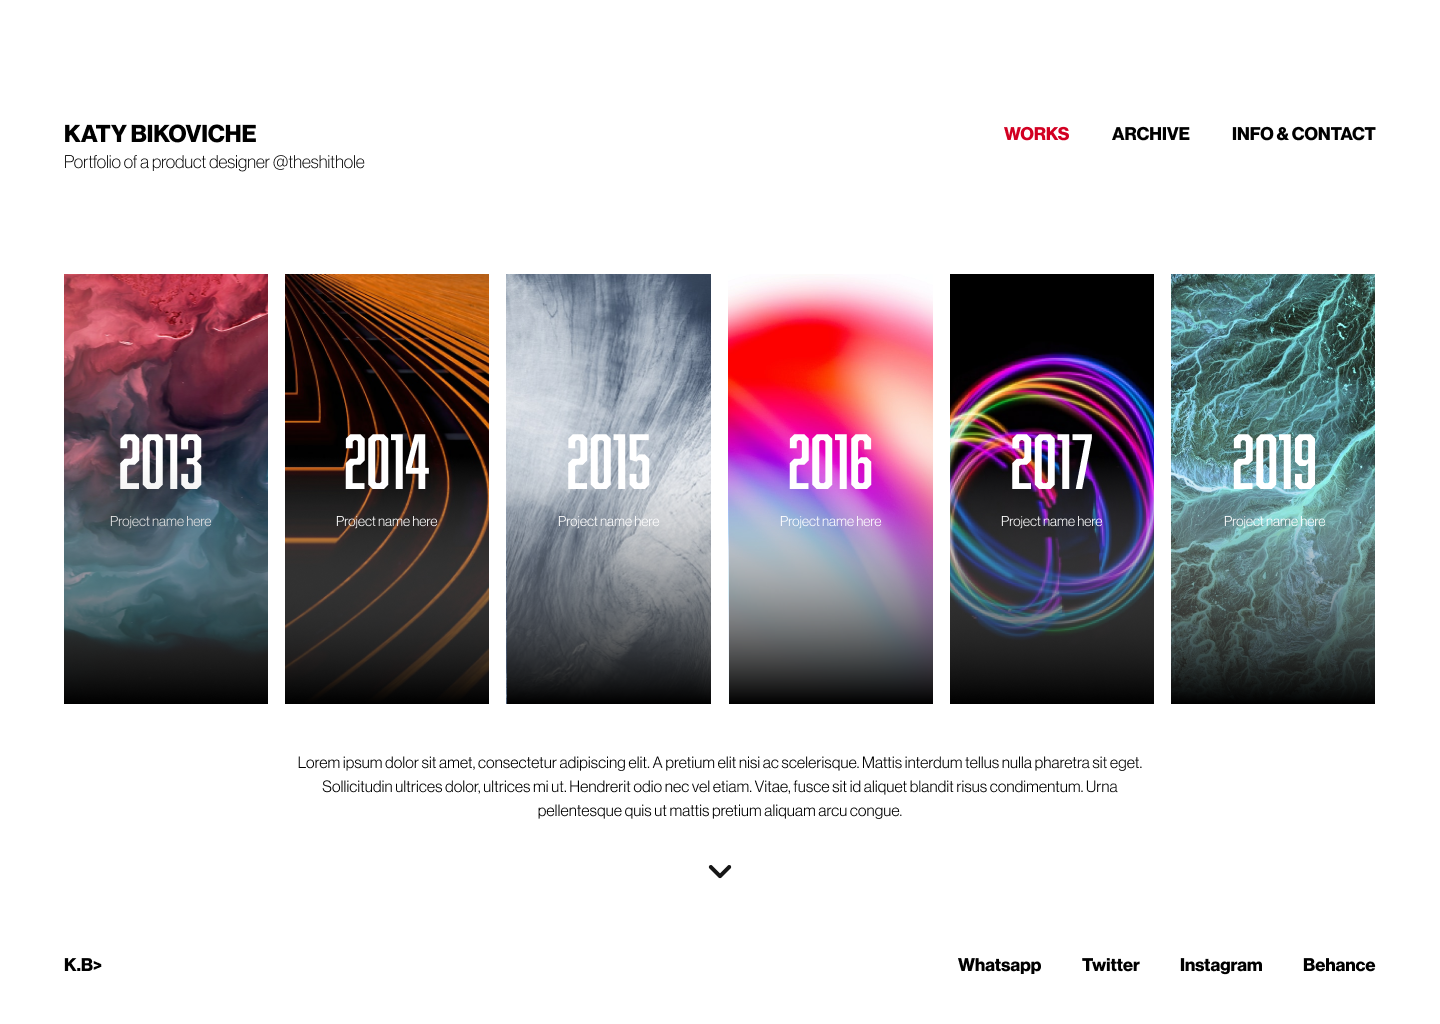 KATY BIKOVICHE
Portfolio of a product designer @theshithole
WORKS ARCHIVE INFO & CONTACT
2013
Project name here
2014
Project name here
2015
Project name here
2016
Project name here
2017
Project name here
2019
Project name here
Lorem ipsum dolor sit amet, consectetur adipiscing elit. A pretium elit nisi ac scelerisque. Mattis interdum tellus nulla pharetra sit eget.
Sollicitudin ultrices dolor, ultrices mi ut. Hendrerit odio nec vel etiam. Vitae, fusce sit id aliquet blandit risus condimentum. Urna
pellentesque quis ut mattis pretium aliquam arcu congue.
K.B>
Whatsapp Twitter Instagram Behance